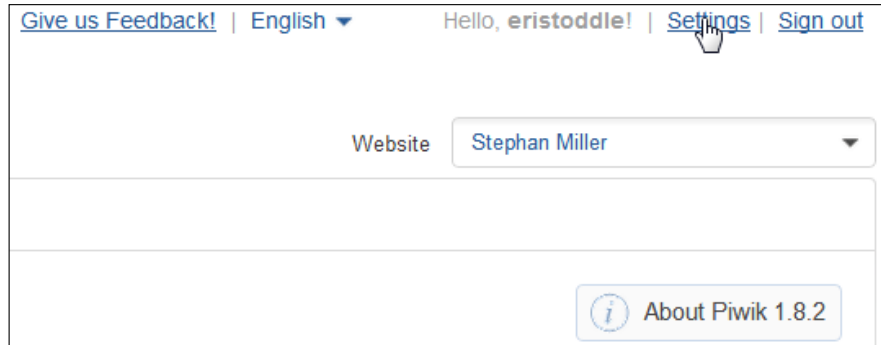 Give us Feedback! | English Hello, eristoddle! | Settings | Sign out
Website Stephan Miller
i About Piwik 1.8.2